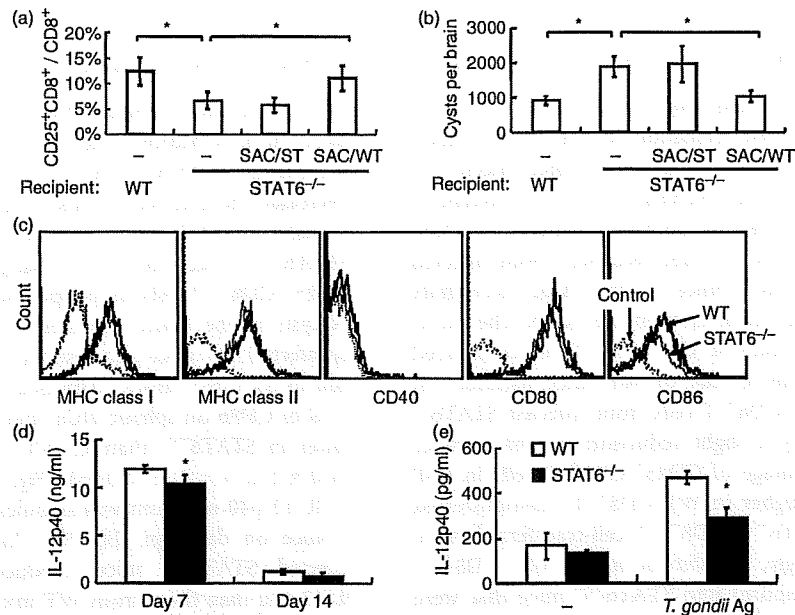 (a)
CD25⁺CD8⁺ / CD8⁺
20%
15%
10%
5%
0%
*
*
– – SAC/ST SAC/WT
Recipient: WT STAT6⁻/⁻
(b)
Cysts per brain
3000
2000
1000
0
*
*
– – SAC/ST SAC/WT
Recipient: WT STAT6⁻/⁻
(c)
Count
Control
WT
STAT6⁻/⁻
MHC class I MHC class II CD40 CD80 CD86
(d)
IL-12p40 (ng/ml)
15
10
5
0
*
Day 7 Day 14
(e)
IL-12p40 (pg/ml)
600
400
200
0
WT
STAT6⁻/⁻
*
– T. gondii Ag